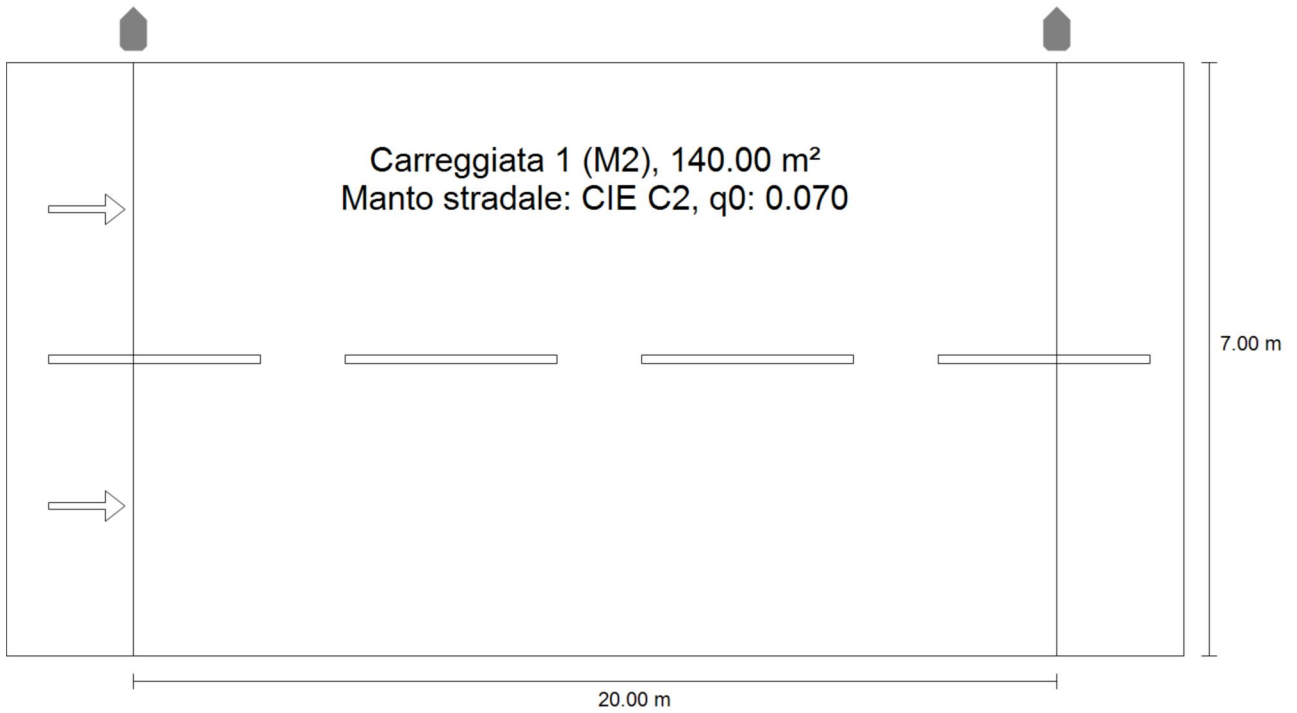 Carreggiata 1 (M2), 140.00 m²
Manto stradale: CIE C2, q0: 0.070
7.00 m
20.00 m